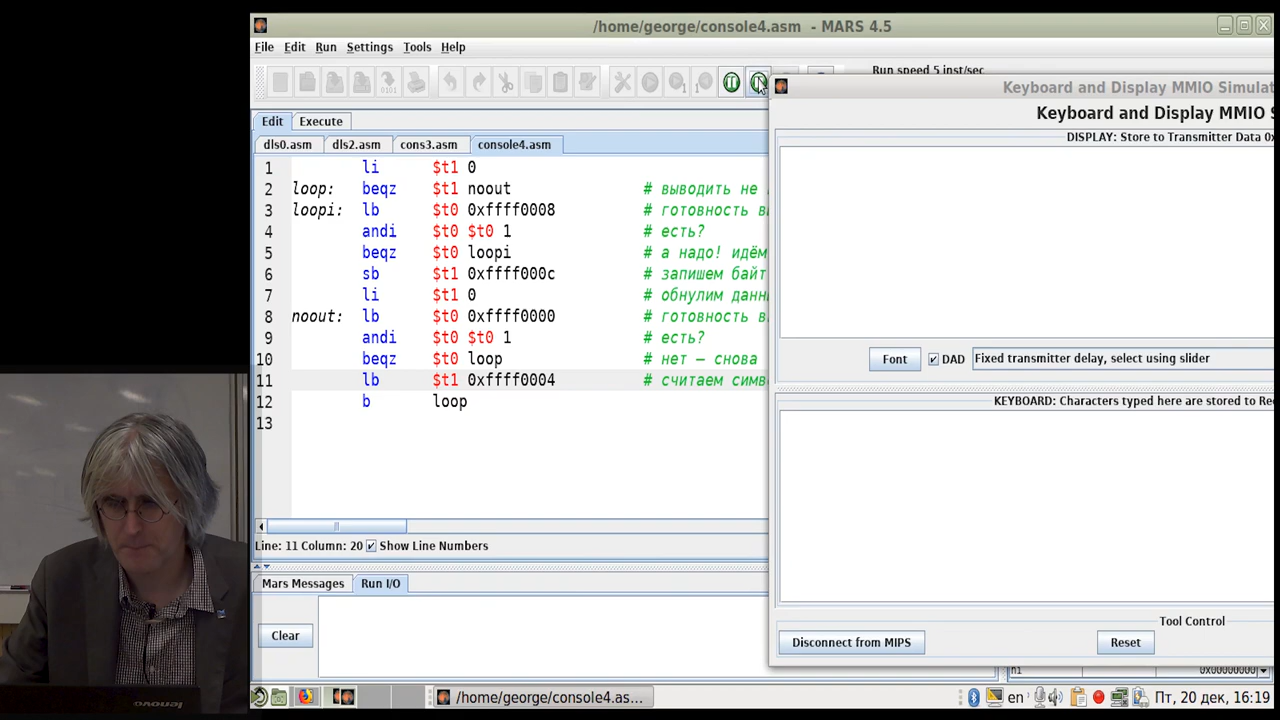 /home/george/console4.asm - MARS 4.5
File Edit Run Settings Tools Help
Run speed 5 inst/sec
Keyboard and Display MMIO Simulat
Keyboard and Display MMIO S
DISPLAY: Store to Transmitter Data 0x
Edit Execute
dls0.asm dls2.asm cons3.asm console4.asm
1 li $t1 0
2 loop: beqz $t1 noout # выводить не
3 loopi: lb $t0 0xffff0008 # готовность в
4 andi $t0 $t0 1 # есть?
5 beqz $t0 loopi # а надо! идём
6 sb $t1 0xffff000c # запишем байт
7 li $t1 0 # обнулим данн
8 noout: lb $t0 0xffff0000 # готовность в
9 andi $t0 $t0 1 # есть?
10 beqz $t0 loop # нет — снова
11 lb $t1 0xffff0004 # считаем симв
12 b loop
13
Font DAD Fixed transmitter delay, select using slider
KEYBOARD: Characters typed here are stored to Re
Line: 11 Column: 20 Show Line Numbers
Mars Messages Run I/O
Clear
Tool Control
Disconnect from MIPS Reset
0x00000000
/home/george/console4.as... en Пт, 20 дек, 16:19
lenovo